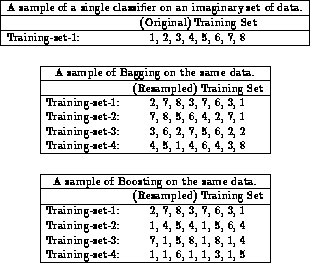 A sample of a single classifier on an imaginary set of data.
(Original) Training Set
Training-set-1: 1, 2, 3, 4, 5, 6, 7, 8
A sample of Bagging on the same data.
(Resampled) Training Set
Training-set-1: 2, 7, 8, 3, 7, 6, 3, 1
Training-set-2: 7, 8, 5, 6, 4, 2, 7, 1
Training-set-3: 3, 6, 2, 7, 5, 6, 2, 2
Training-set-4: 4, 5, 1, 4, 6, 4, 3, 8
A sample of Boosting on the same data.
(Resampled) Training Set
Training-set-1: 2, 7, 8, 3, 7, 6, 3, 1
Training-set-2: 1, 4, 5, 4, 1, 5, 6, 4
Training-set-3: 7, 1, 5, 8, 1, 8, 1, 4
Training-set-4: 1, 1, 6, 1, 1, 3, 1, 5